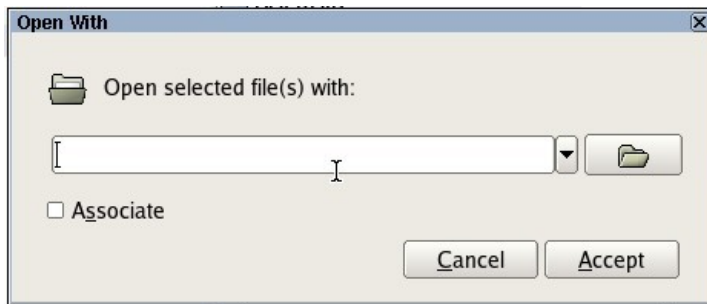 Open With
Open selected file(s) with:
Associate
Cancel
Accept